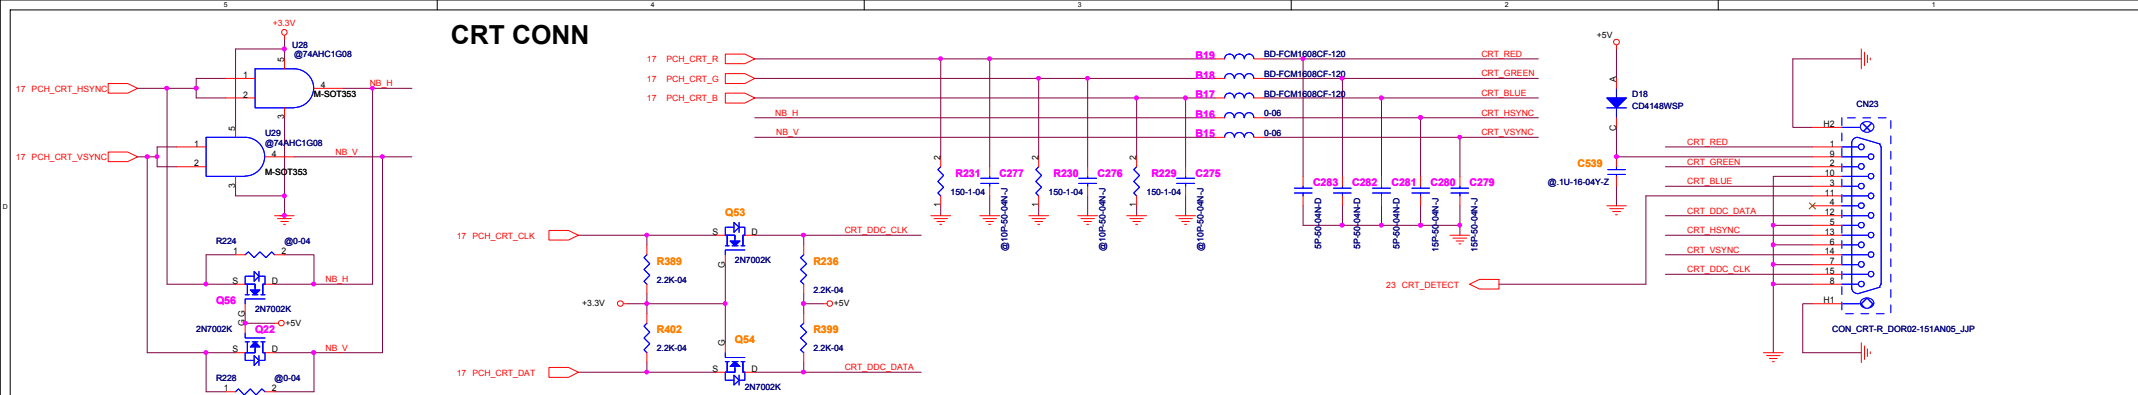 5
4
3
2
1
D
CRT CONN
+3.3V
U28
@74AHC1G08
5
1
2
4
3
M-SOT353
17 PCH_CRT_HSYNC
NB_H
U29
@74AHC1G08
5
1
2
4
3
M-SOT353
17 PCH_CRT_VSYNC
NB_V
R224
@0-04
1
2
S
D
G
NB_H
Q56
2N7002K
2N7002K
G
+5V
Q22
S
D
NB_V
R228
@0-04
1
2
17 PCH_CRT_CLK
Q53
S
D
G
2N7002K
CRT_DDC_CLK
R389
2.2K-04
R236
2.2K-04
+3.3V
+5V
R402
2.2K-04
R399
2.2K-04
Q54
G
S
D
2N7002K
17 PCH_CRT_DAT
CRT_DDC_DATA
17 PCH_CRT_R
B19
BD-FCM1608CF-120
CRT_RED
17 PCH_CRT_G
B18
BD-FCM1608CF-120
CRT_GREEN
17 PCH_CRT_B
B17
BD-FCM1608CF-120
CRT_BLUE
NB_H
B16
0-06
CRT_HSYNC
NB_V
B15
0-06
CRT_VSYNC
2
R231
150-1-04
1
C277
@10P-50-04N-?
2
R230
150-1-04
1
C276
@10P-50-04N-?
2
R229
150-1-04
1
C275
@10P-50-04N-?
C283
5P-50-04N-D
C282
5P-50-04N-D
C281
5P-50-04N-D
C280
15P-50-04N-J
C279
15P-50-04N-J
23 CRT_DETECT
+5V
A
D18
CD4148WSP
C
C539
@.1U-16-04Y-Z
CN23
H2
CRT_RED
1
9
CRT_GREEN
2
10
CRT_BLUE
3
11
4
CRT_DDC_DATA
12
5
CRT_HSYNC
13
6
CRT_VSYNC
14
7
CRT_DDC_CLK
15
8
H1
CON_CRT-R_DOR02-151AN05_JJP